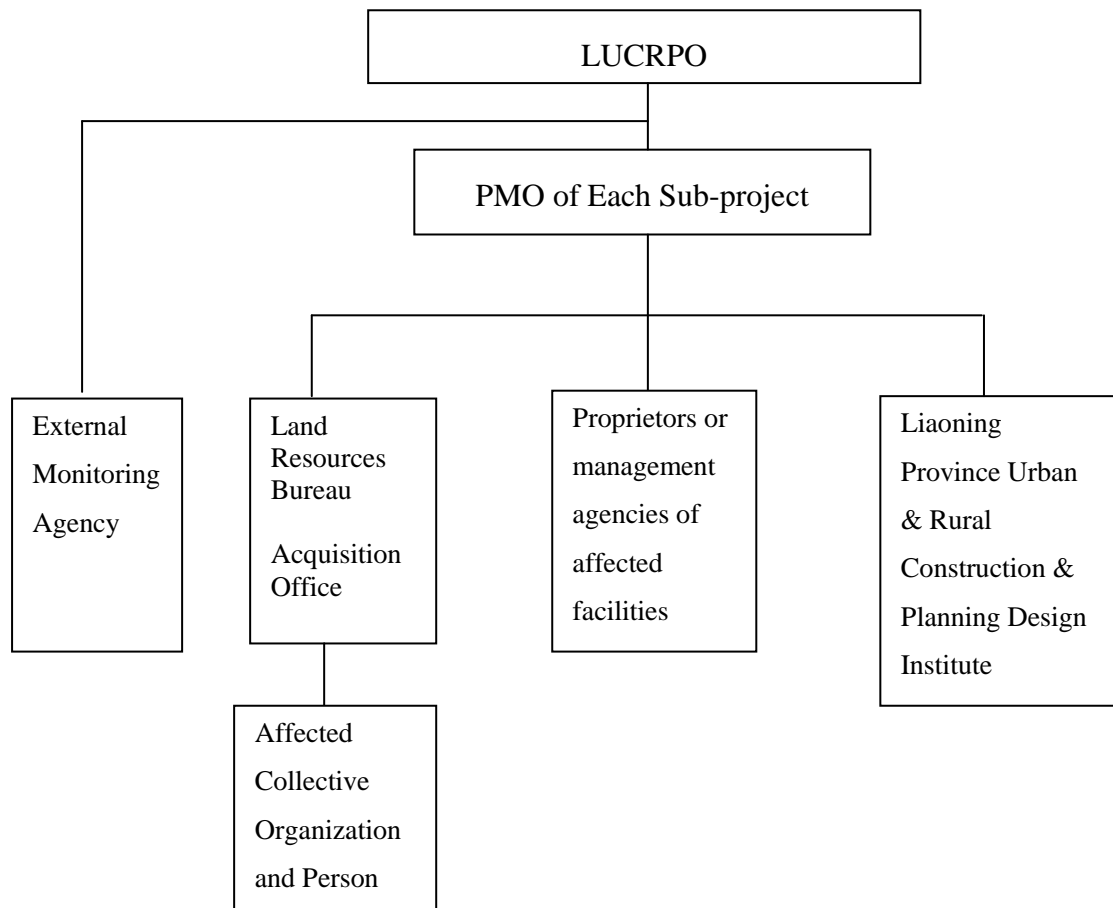 LUCRPO
PMO of Each Sub-project
External
Monitoring
Agency
Land
Resources
Bureau
Acquisition
Office
Proprietors or
management
agencies of
affected
facilities
Liaoning
Province Urban
& Rural
Construction &
Planning Design
Institute
Affected
Collective
Organization
and Person